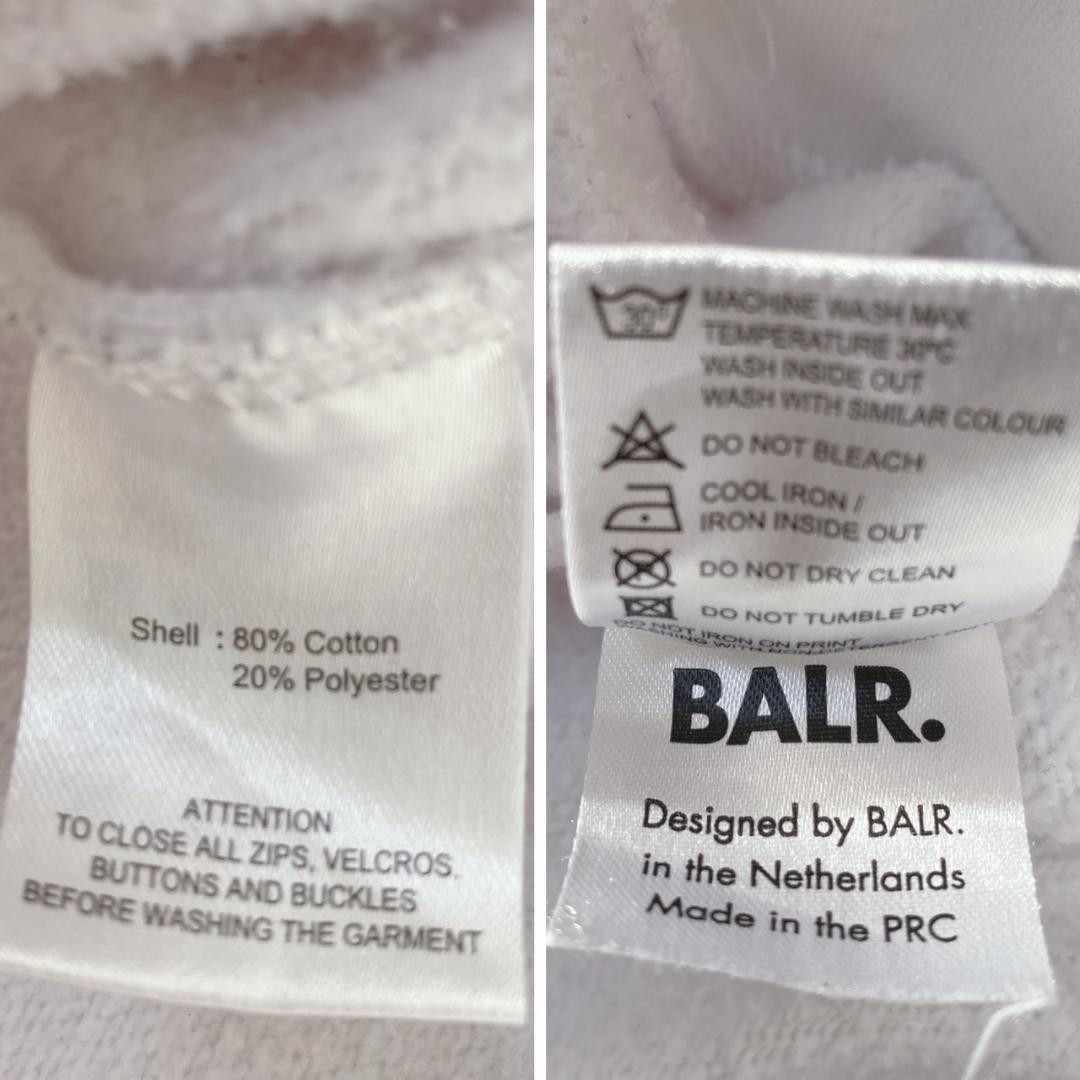 Shell : 80% Cotton
20% Polyester
ATTENTION
TO CLOSE ALL ZIPS, VELCROS,
BUTTONS AND BUCKLES
BEFORE WASHING THE GARMENT
30°
MACHINE WASH MAX
TEMPERATURE 30°C
WASH INSIDE OUT
WASH WITH SIMILAR COLOUR
DO NOT BLEACH
COOL IRON /
IRON INSIDE OUT
DO NOT DRY CLEAN
DO NOT TUMBLE DRY
DO NOT IRON ON PRINT
WASHING WITH
BALR.
Designed by BALR.
in the Netherlands
Made in the PRC